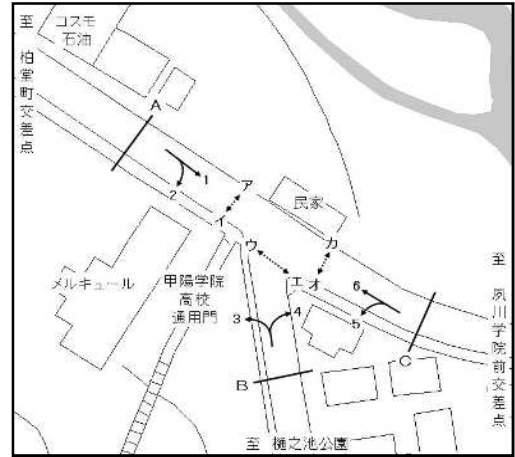 至 柏堂町交差点
コスモ
石油
A
1
2
ア
イ
ウ
民家
カ
エ
オ
メルキュール
甲陽学院
高校
通用門
3
4
6
5
B
C
至 夙川学院前交差点
至 樋之池公園